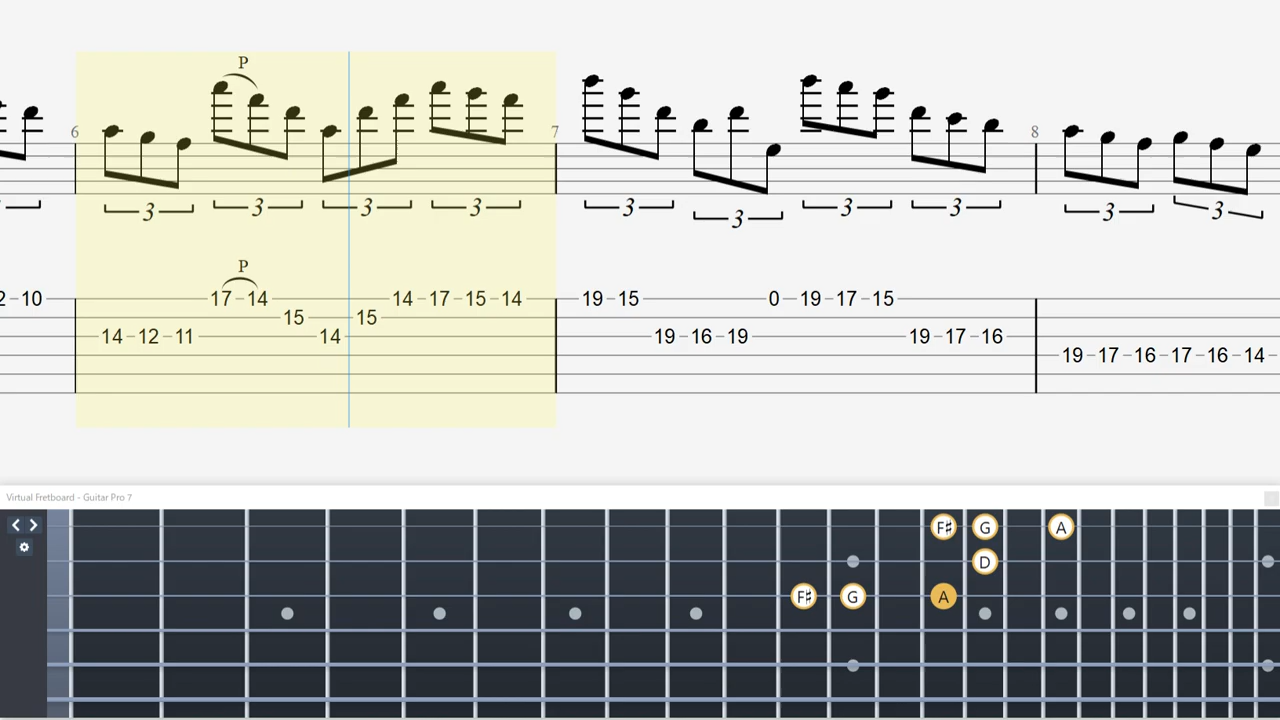 P
6 7 8
3 3 3 3 3 3 3 3 3 3
P
2 10 17 14 14 17 15 14 19 15 0 19 17 15
15 15
14 12 11 14 19 16 19 19 17 16
19 17 16 17 16 14
Virtual Fretboard - Guitar Pro 7
F# G A
D
F# G A